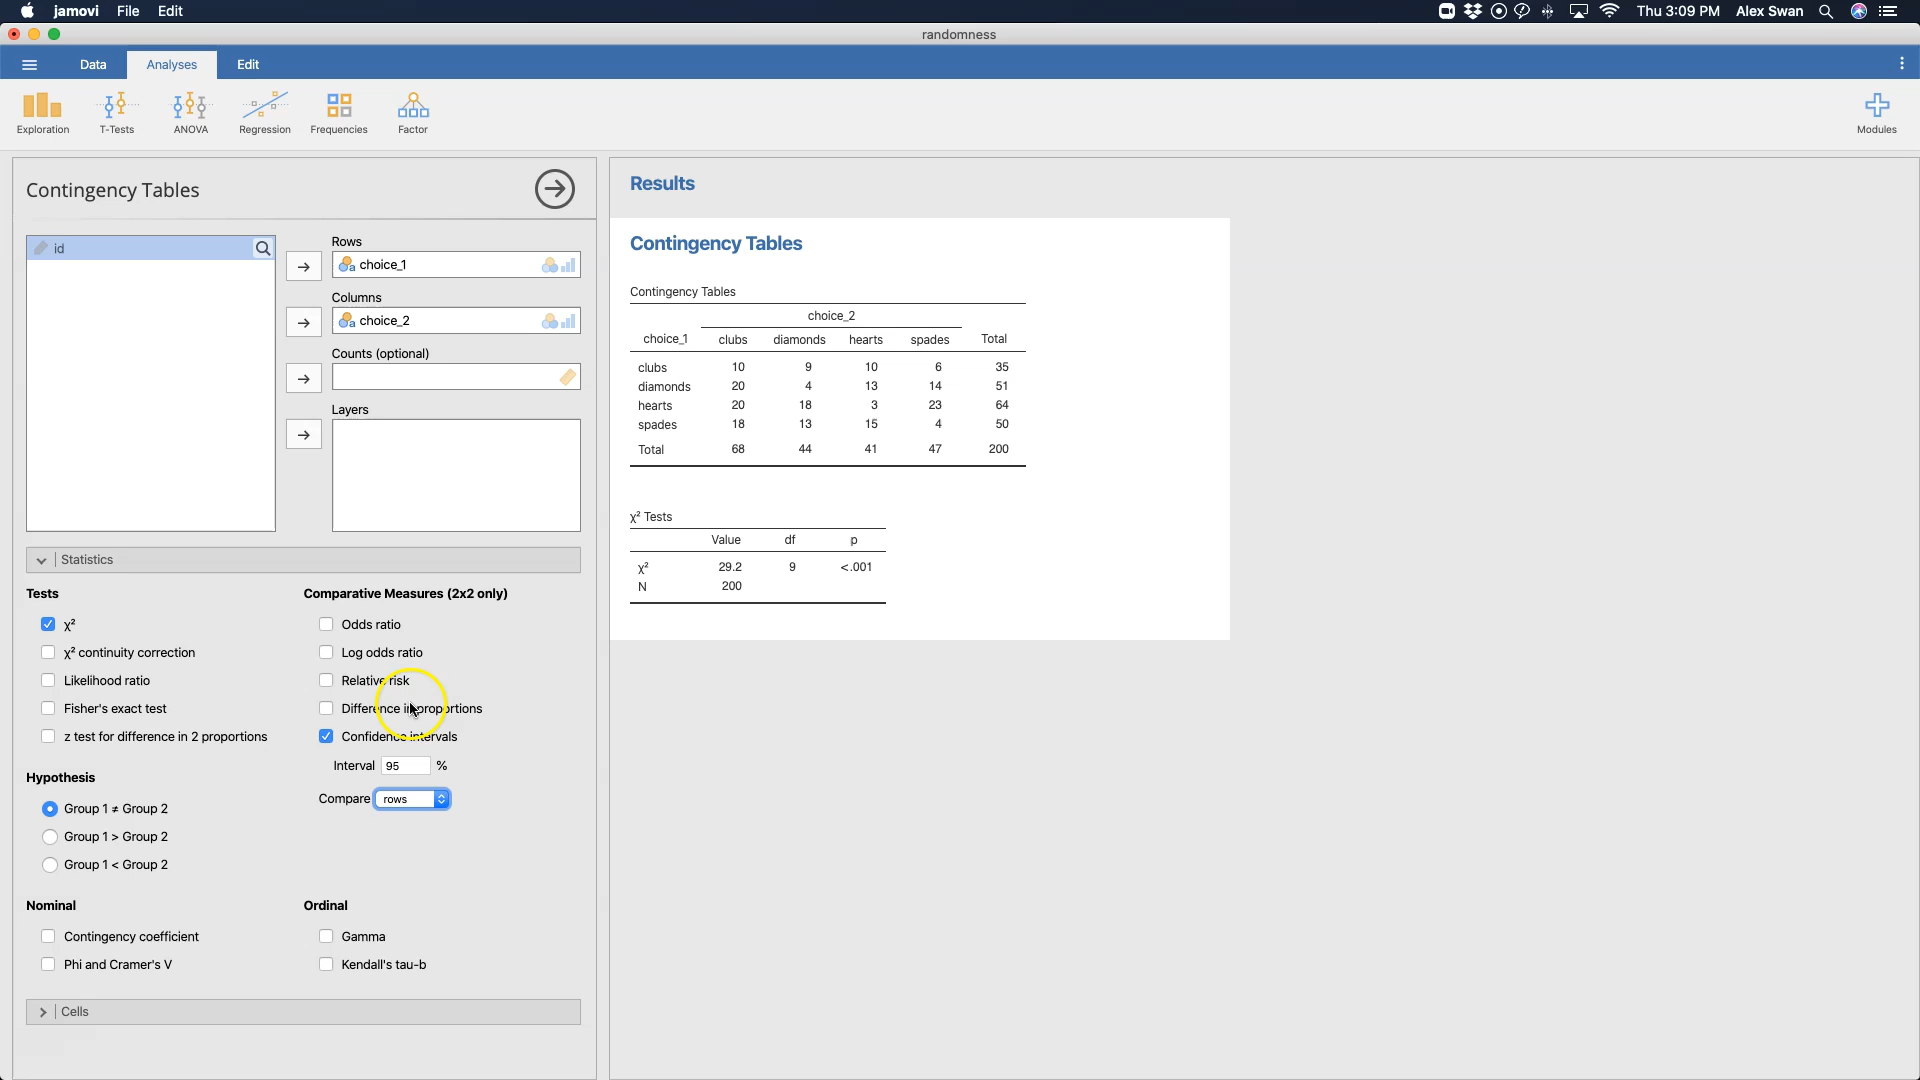 jamovi File Edit Thu 3:09 PM Alex Swan
randomness
Data Analyses Edit
Exploration T-Tests ANOVA Regression Frequencies Factor Modules
Contingency Tables
id
Rows
a choice_1
Columns
a choice_2
Counts (optional)
Layers
Statistics
Tests
χ²
χ² continuity correction
Likelihood ratio
Fisher's exact test
z test for difference in 2 proportions
Comparative Measures (2x2 only)
Odds ratio
Log odds ratio
Relative risk
Difference in proportions
Confidence intervals
Interval 95 %
Compare rows
Hypothesis
Group 1 ≠ Group 2
Group 1 > Group 2
Group 1 < Group 2
Nominal
Contingency coefficient
Phi and Cramer's V
Ordinal
Gamma
Kendall's tau-b
Cells
Results
Contingency Tables
Contingency Tables
choice_2
choice_1 clubs diamonds hearts spades Total
clubs 10 9 10 6 35
diamonds 20 4 13 14 51
hearts 20 18 3 23 64
spades 18 13 15 4 50
Total 68 44 41 47 200
χ² Tests
Value df p
χ² 29.2 9 <.001
N 200